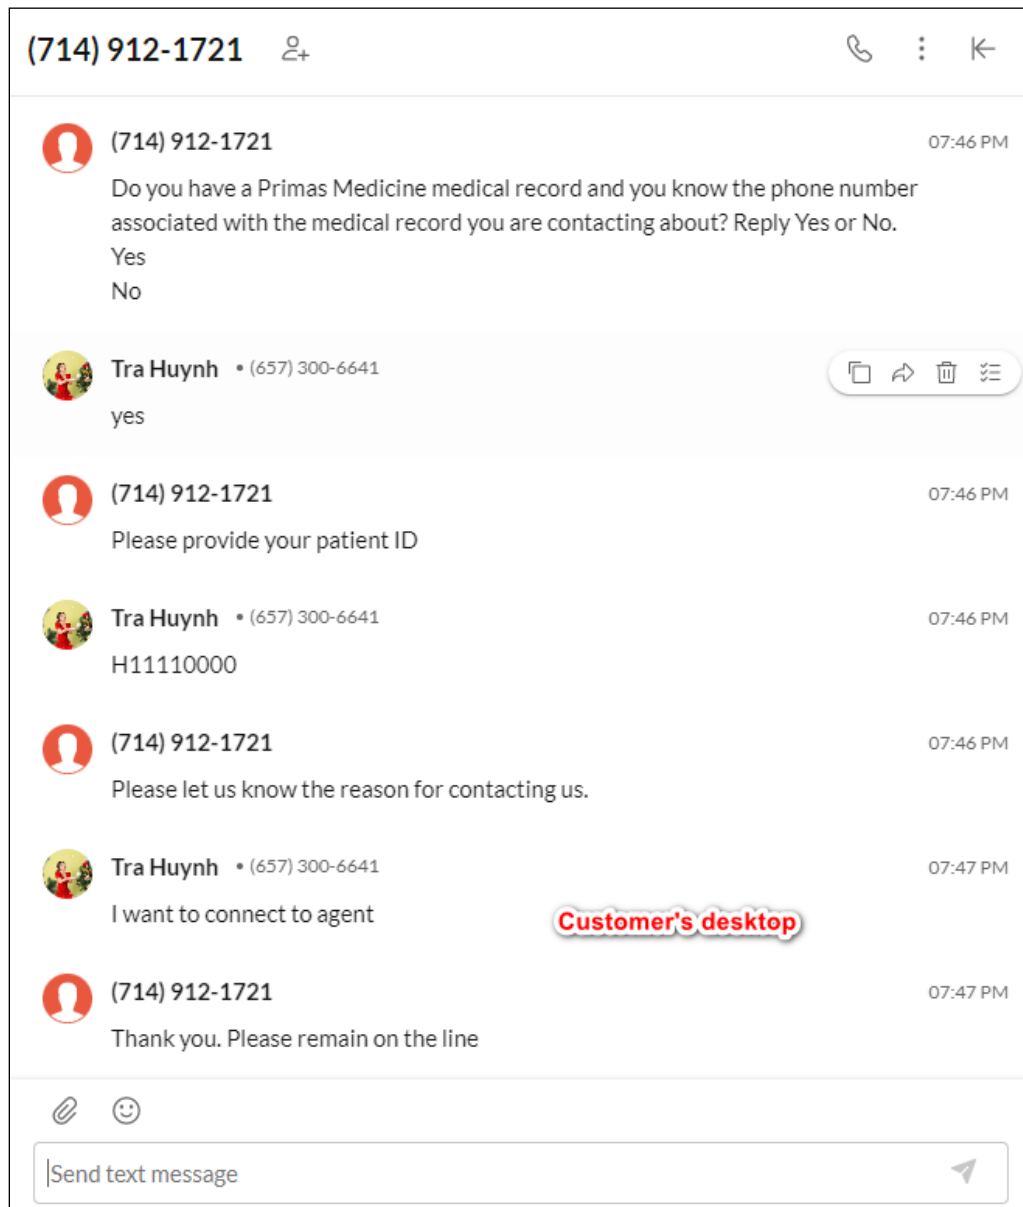 (714) 912-1721
(714) 912-1721 07:46 PM
Do you have a Primas Medicine medical record and you know the phone number
associated with the medical record you are contacting about? Reply Yes or No.
Yes
No
Tra Huynh • (657) 300-6641
yes
(714) 912-1721 07:46 PM
Please provide your patient ID
Tra Huynh • (657) 300-6641 07:46 PM
H11110000
(714) 912-1721 07:46 PM
Please let us know the reason for contacting us.
Tra Huynh • (657) 300-6641 07:47 PM
I want to connect to agent
Customer's desktop
(714) 912-1721 07:47 PM
Thank you. Please remain on the line
Send text message